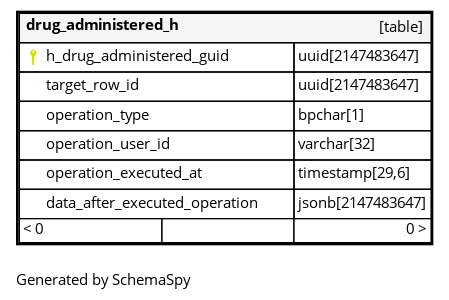 drug_administered_h [table]
h_drug_administered_guid uuid[2147483647]
target_row_id uuid[2147483647]
operation_type bpchar[1]
operation_user_id varchar[32]
operation_executed_at timestamp[29,6]
data_after_executed_operation jsonb[2147483647]
< 0 0 >
Generated by SchemaSpy